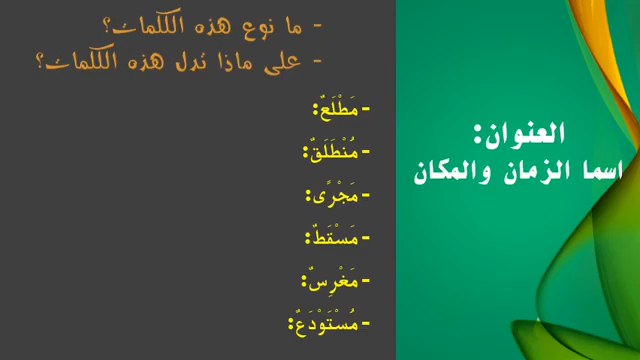 العنوان:
اسما الزمان والمكان
- ما نوع هذه الكلمات؟
- على ماذا تدل هذه الكلمات؟
- مَطْلَعٌ:
- مُنْطَلَقٌ:
- مَجْرًى:
- مَسْقَطٌ:
- مَغْرِسٌ:
- مُسْتَوْدَعٌ: